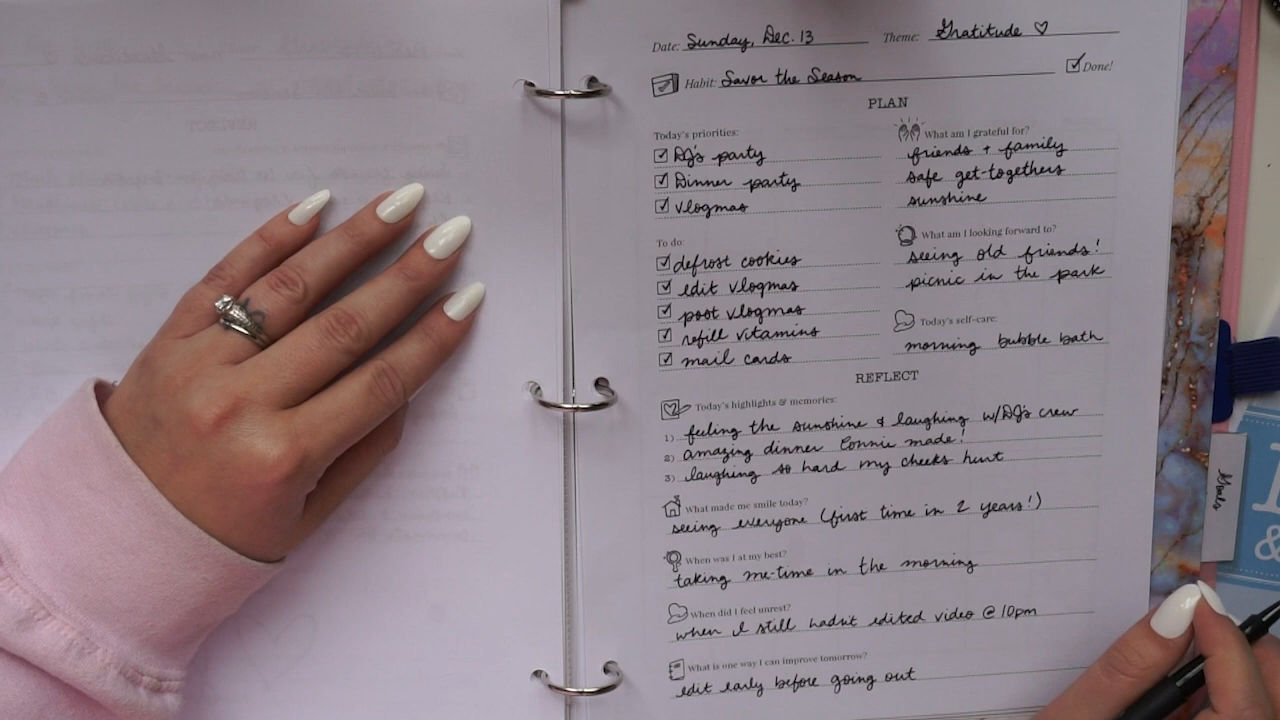 Date: Sunday, Dec. 13 Theme: Gratitude ♡
Habit: Savor the Season Done!
PLAN
Today's priorities:
DJ's party
Dinner party
vlogmas
To do:
defrost cookies
edit vlogmas
post vlogmas
refill vitamins
mail cards
What am I grateful for?
friends + family
safe get-togethers
sunshine
What am I looking forward to?
seeing old friends!
picnic in the park
Today's self-care:
morning bubble bath
REFLECT
Today's highlights & memories:
1) feeling the sunshine & laughing w/DJ's crew
2) amazing dinner Connie made!
3) laughing so hard my cheeks hurt
What made me smile today?
seeing everyone (first time in 2 years!)
When was I at my best?
taking me-time in the morning
When did I feel unrest?
when I still hadn't edited video @ 10pm
What is one way I can improve tomorrow?
edit early before going out
Goals
&